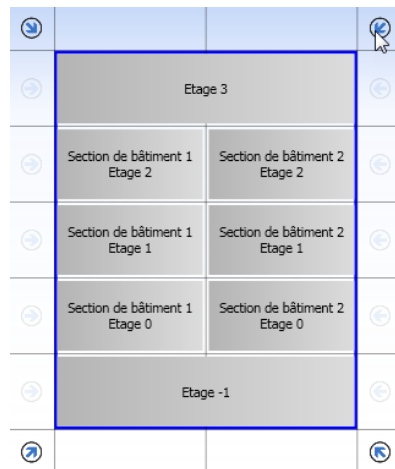 Etage 3
Section de bâtiment 1
Etage 2
Section de bâtiment 2
Etage 2
Section de bâtiment 1
Etage 1
Section de bâtiment 2
Etage 1
Section de bâtiment 1
Etage 0
Section de bâtiment 2
Etage 0
Etage -1